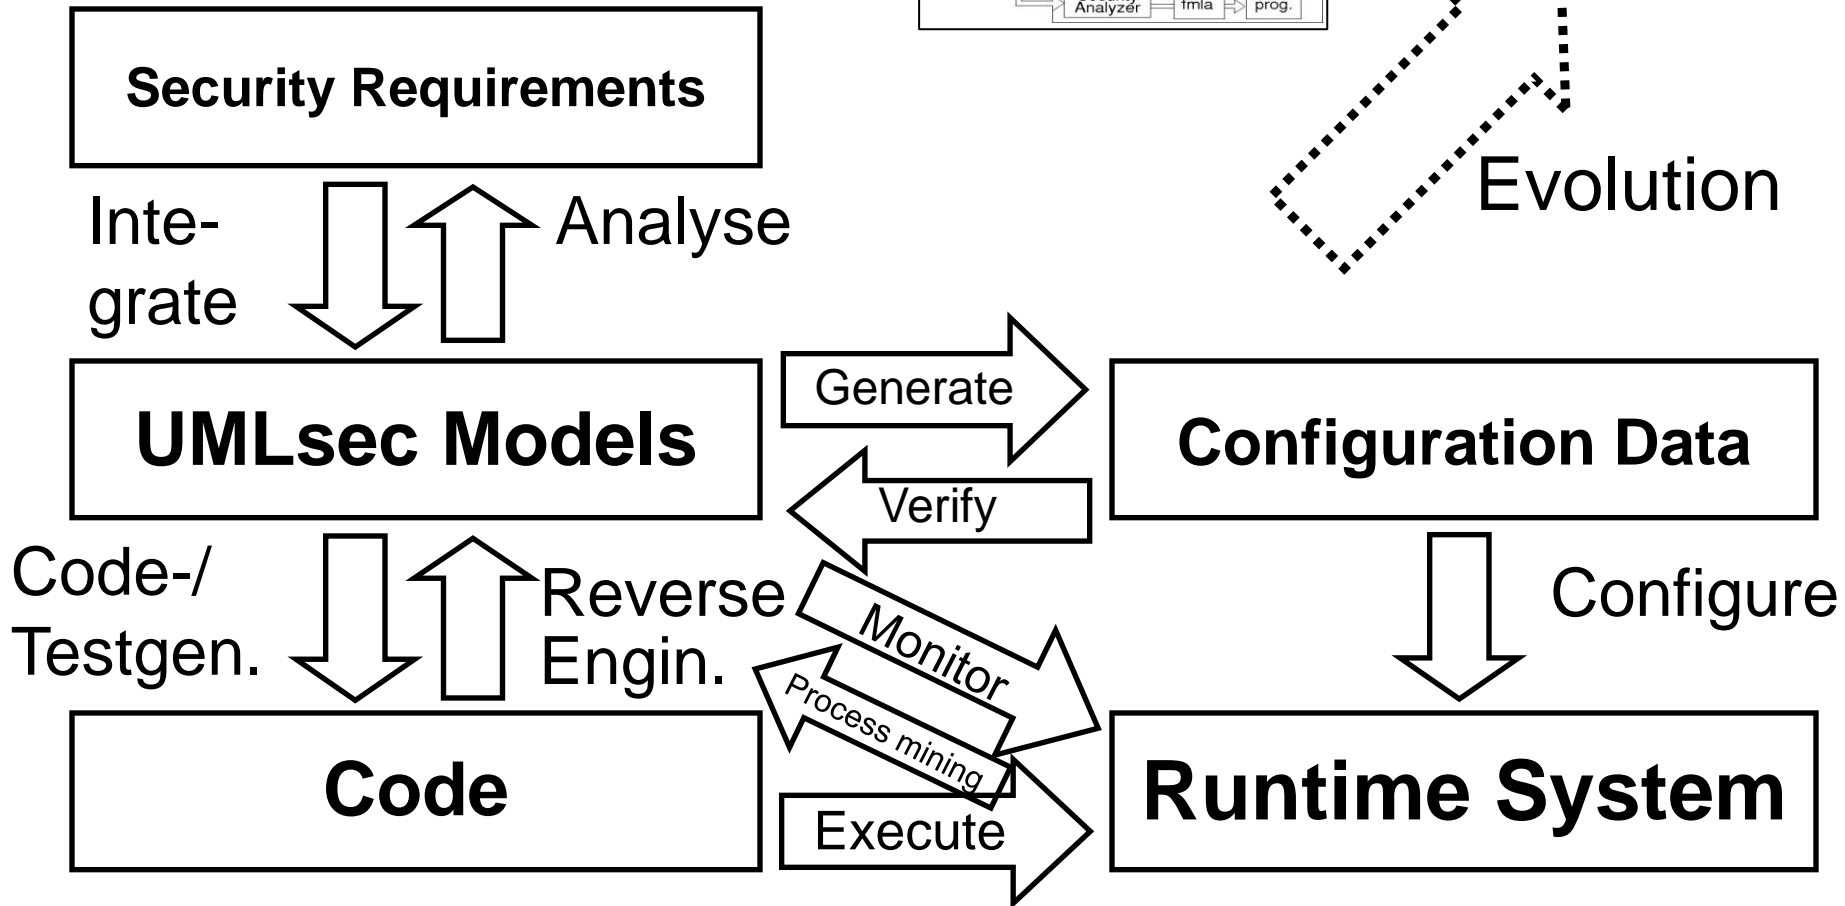 Analyzer
fmla
prog.
Security Requirements
Evolution
Inte-
grate
Analyse
UMLsec Models
Generate
Configuration Data
Verify
Code-/
Testgen.
Reverse
Engin.
Monitor
Process mining
Configure
Code
Execute
Runtime System